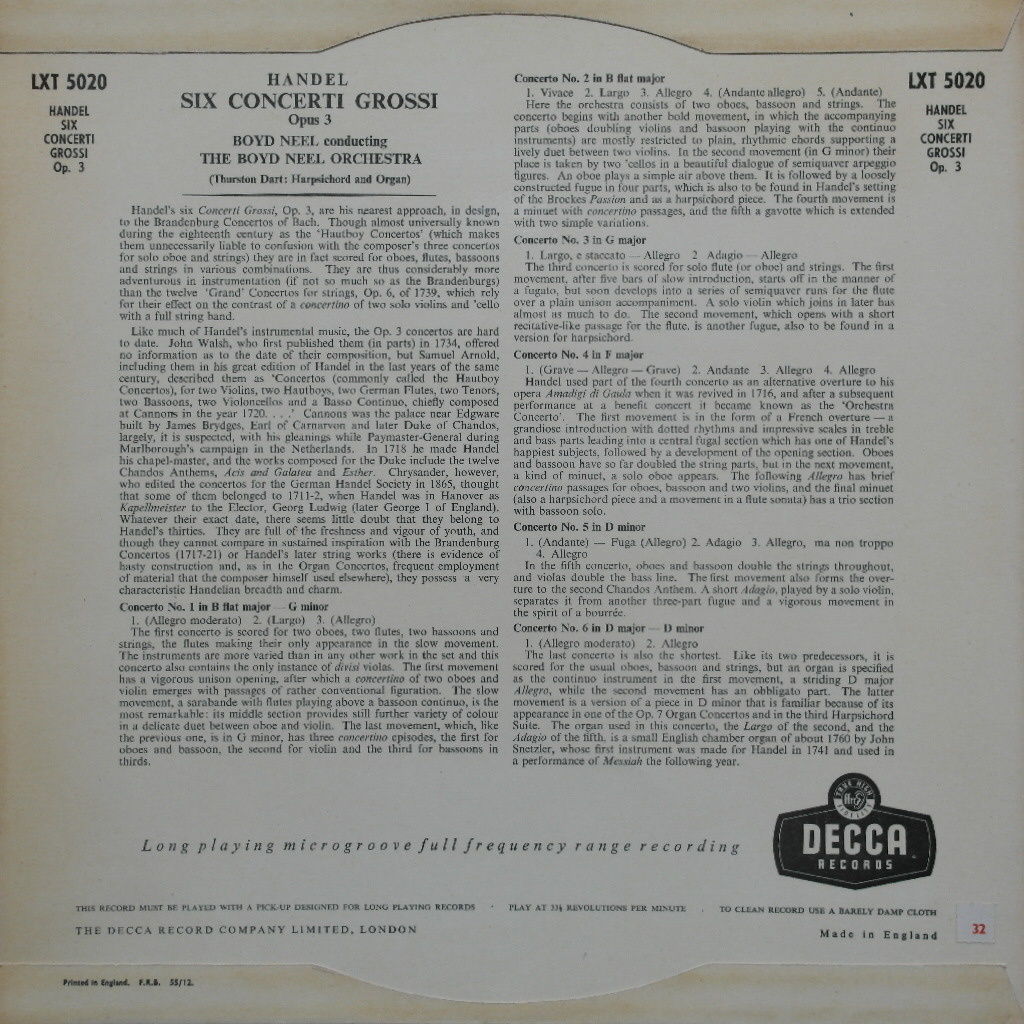 LXT 5020
HANDEL
SIX
CONCERTI
GROSSI
Op. 3
HANDEL
SIX CONCERTI GROSSI
Opus 3
BOYD NEEL conducting
THE BOYD NEEL ORCHESTRA
(Thurston Dart: Harpsichord and Organ)
Handel's six Concerti Grossi, Op. 3, are his nearest approach, in design,
to the Brandenburg Concertos of Bach. Though almost universally known
during the eighteenth century as the 'Hautboy Concertos' (which makes
them unnecessarily liable to confusion with the composer's three concertos
for solo oboe and strings) they are in fact scored for oboes, flutes, bassoons
and strings in various combinations. They are thus considerably more
adventurous in instrumentation (if not so much so as the Brandenburgs)
than the twelve 'Grand' Concertos for strings, Op. 6, of 1739, which rely
for their effect on the contrast of a concertino of two solo violins and 'cello
with a full string band.
Like much of Handel's instrumental music, the Op. 3 concertos are hard
to date. John Walsh, who first published them (in parts) in 1734, offered
no information as to the date of their composition, but Samuel Arnold,
including them in his great edition of Handel in the last years of the same
century, described them as 'Concertos (commonly called the Hautboy
Concertos), for two Violins, two Hautboys, two German Flutes, two Tenors,
two Bassoons, two Violoncellos and a Basso Continuo, chiefly composed
at Cannons in the year 1720. . . .' Cannons was the palace near Edgware
built by James Brydges, Earl of Carnarvon and later Duke of Chandos,
largely, it is suspected, with his gleanings while Paymaster-General during
Marlborough's campaign in the Netherlands. In 1718 he made Handel
his chapel-master, and the works composed for the Duke include the twelve
Chandos Anthems, Acis and Galatea and Esther. Chrysander, however,
who edited the concertos for the German Handel Society in 1865, thought
that some of them belonged to 1711-2, when Handel was in Hanover as
Kapellmeister to the Elector, Georg Ludwig (later George I of England).
Whatever their exact date, there seems little doubt that they belong to
Handel's thirties. They are full of the freshness and vigour of youth, and
though they cannot compare in sustained inspiration with the Brandenburg
Concertos (1717-21) or Handel's later string works (there is evidence of
hasty construction and, as in the Organ Concertos, frequent employment
of material that the composer himself used elsewhere), they possess a very
characteristic Handelian breadth and charm.
Concerto No. 1 in B flat major — G minor
1. (Allegro moderato) 2. (Largo) 3. (Allegro)
The first concerto is scored for two oboes, two flutes, two bassoons and
strings, the flutes making their only appearance in the slow movement.
The instruments are more varied than in any other work in the set and this
concerto also contains the only instance of divisi violas. The first movement
has a vigorous unison opening, after which a concertino of two oboes and
violin emerges with passages of rather conventional figuration. The slow
movement, a sarabande with flutes playing above a bassoon continuo, is the
most remarkable: its middle section provides still further variety of colour
in a delicate duet between oboe and violin. The last movement, which, like
the previous one, is in G minor, has three concertino episodes, the first for
oboes and bassoon, the second for violin and the third for bassoons in
thirds.
Concerto No. 2 in B flat major
1. Vivace 2. Largo 3. Allegro 4. (Andante allegro) 5. (Andante)
Here the orchestra consists of two oboes, bassoon and strings. The
concerto begins with another bold movement, in which the accompanying
parts (oboes doubling violins and bassoon playing with the continuo
instruments) are mostly restricted to plain, rhythmic chords supporting a
lively duet between two violins. In the second movement (in G minor) their
place is taken by two 'cellos in a beautiful dialogue of semiquaver arpeggio
figures. An oboe plays a simple air above them. It is followed by a loosely
constructed fugue in four parts, which is also to be found in Handel's setting
of the Brockes Passion and as a harpsichord piece. The fourth movement is
a minuet with concertino passages, and the fifth a gavotte which is extended
with two simple variations.
Concerto No. 3 in G major
1. Largo, e staccato — Allegro 2 Adagio — Allegro
The third concerto is scored for solo flute (or oboe) and strings. The first
movement, after five bars of slow introduction, starts off in the manner of
a fugato, but soon develops into a series of semiquaver runs for the flute
over a plain unison accompaniment. A solo violin which joins in later has
almost as much to do. The second movement, which opens with a short
recitative-like passage for the flute, is another fugue, also to be found in a
version for harpsichord.
Concerto No. 4 in F major
1. (Grave — Allegro — Grave) 2. Andante 3. Allegro 4. Allegro
Handel used part of the fourth concerto as an alternative overture to his
opera Amadigi di Gaula when it was revived in 1716, and after a subsequent
performance at a benefit concert it became known as the 'Orchestra
Concerto'. The first movement is in the form of a French overture — a
grandiose introduction with dotted rhythms and impressive scales in treble
and bass parts leading into a central fugal section which has one of Handel's
happiest subjects, followed by a development of the opening section. Oboes
and bassoon have so far doubled the string parts, but in the next movement,
a kind of minuet, a solo oboe appears. The following Allegro has brief
concertino passages for oboes, bassoon and two violins, and the final minuet
(also a harpsichord piece and a movement in a flute sonata) has a trio section
with bassoon solo.
Concerto No. 5 in D minor
1. (Andante) — Fuga (Allegro) 2. Adagio 3. Allegro, ma non troppo
4. Allegro
In the fifth concerto, oboes and bassoon double the strings throughout,
and violas double the bass line. The first movement also forms the over-
ture to the second Chandos Anthem. A short Adagio, played by a solo violin,
separates it from another three-part fugue and a vigorous movement in
the spirit of a bourrée.
Concerto No. 6 in D major — D minor
1. (Allegro moderato) 2. Allegro
The last concerto is also the shortest. Like its two predecessors, it is
scored for the usual oboes, bassoon and strings, but an organ is specified
as the continuo instrument in the first movement, a striding D major
Allegro, while the second movement has an obbligato part. The latter
movement is a version of a piece in D minor that is familiar because of its
appearance in one of the Op. 7 Organ Concertos and in the third Harpsichord
Suite. The organ used in this concerto, the Largo of the second, and the
Adagio of the fifth, is a small English chamber organ of about 1760 by John
Snetzler, whose first instrument was made for Handel in 1741 and used in
a performance of Messiah the following year.
LXT 5020
HANDEL
SIX
CONCERTI
GROSSI
Op. 3
Long playing microgroove full frequency range recording
TRUE HIGH FIDELITY
ffrr
DECCA
RECORDS
THIS RECORD MUST BE PLAYED WITH A PICK-UP DESIGNED FOR LONG PLAYING RECORDS · PLAY AT 33⅓ REVOLUTIONS PER MINUTE . TO CLEAN RECORD USE A BARELY DAMP CLOTH
THE DECCA RECORD COMPANY LIMITED, LONDON
Made in England
32
Printed in England. F.R.B. 55/12.